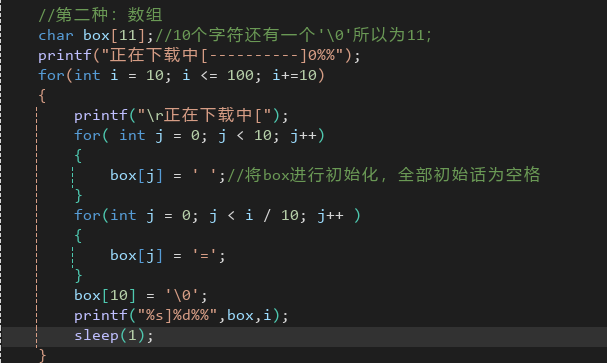 //第二种：数组
char box[11];//10个字符还有一个'\0'所以为11;
printf("正在下载中[----------]0%%");
for(int i = 10; i <= 100; i+=10)
{
printf("\r正在下载中[");
for( int j = 0; j < 10; j++)
{
box[j] = ' ';//将box进行初始化，全部初始话为空格
}
for(int j = 0; j < i / 10; j++ )
{
box[j] = '=';
}
box[10] = '\0';
printf("%s]%d%%",box,i);
sleep(1);
}